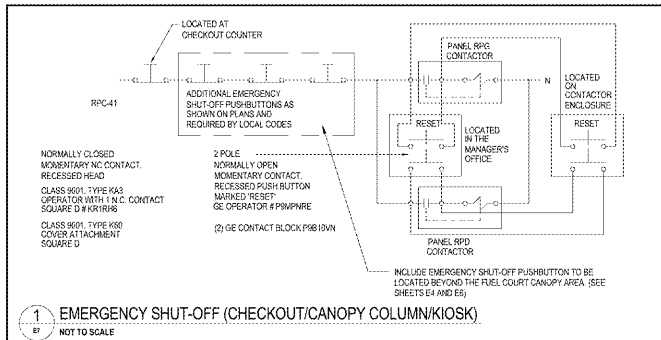 LOCATED AT
CHECKOUT COUNTER
RPC-41
ADDITIONAL EMERGENCY
SHUT-OFF PUSHBUTTONS AS
SHOWN ON PLANS AND
REQUIRED BY LOCAL CODES
PANEL RPG
CONTACTOR
N
LOCATED
ON
CONTACTOR
ENCLOSURE
RESET
LOCATED
IN THE
MANAGER'S
OFFICE
RESET
NORMALLY CLOSED
MOMENTARY NC CONTACT.
RECESSED HEAD
CLASS 9001, TYPE KA3
OPERATOR WITH 1 N.C. CONTACT
SQUARE D # KR1RH6
CLASS 9001, TYPE K60
COVER ATTACHMENT
SQUARE D
2 POLE
NORMALLY OPEN
MOMENTARY CONTACT.
RECESSED PUSH BUTTON
MARKED 'RESET'
GE OPERATOR # P9MPNRE
(2) GE CONTACT BLOCK P9B10VN
PANEL RPD
CONTACTOR
INCLUDE EMERGENCY SHUT-OFF PUSHBUTTON TO BE
LOCATED BEYOND THE FUEL COURT CANOPY AREA. (SEE
SHEETS E4 AND E6)
1
E7
EMERGENCY SHUT-OFF (CHECKOUT/CANOPY COLUMN/KIOSK)
NOT TO SCALE